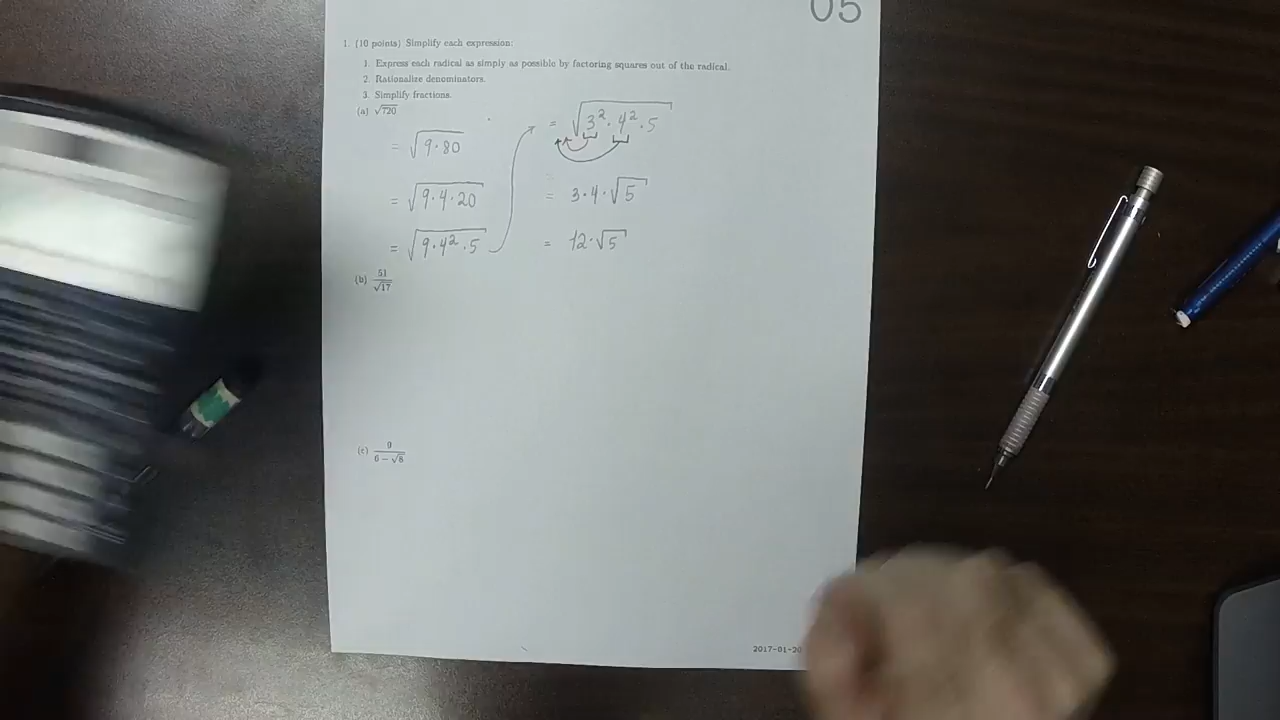 05
1. (10 points) Simplify each expression:
1. Express each radical as simply as possible by factoring squares out of the radical.
2. Rationalize denominators.
3. Simplify fractions.
(a) √720
= √9·80
= √9·4·20
= √9·4²·5
= √3²·4²·5
= 3·4·√5
= 12·√5
(b) 51/√17
(c) 9/(6 − √8)
2017-01-20